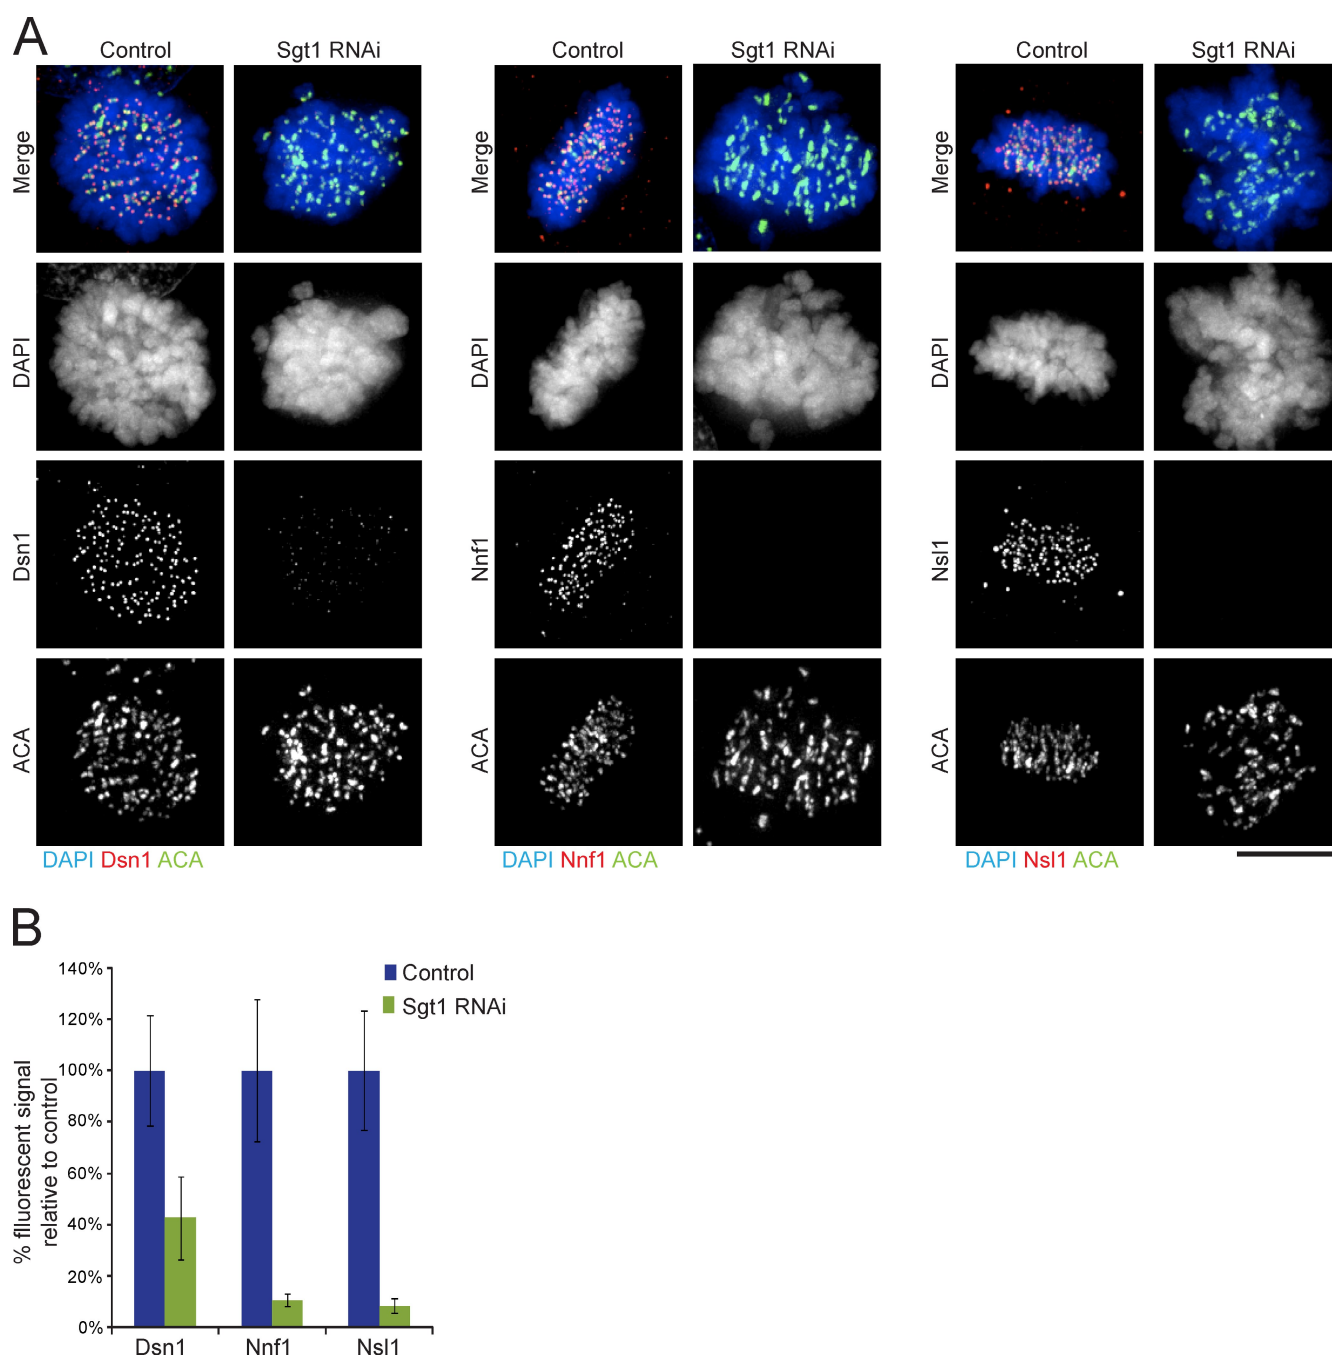 A
Control Sgt1 RNAi Control Sgt1 RNAi Control Sgt1 RNAi
Merge Merge Merge
DAPI DAPI DAPI
Dsn1 Nnf1 Nsl1
ACA ACA ACA
DAPI Dsn1 ACA DAPI Nnf1 ACA DAPI Nsl1 ACA
B
% flluorescent signal
relative to control
140%
120%
100%
80%
60%
40%
20%
0%
Control
Sgt1 RNAi
Dsn1 Nnf1 Nsl1